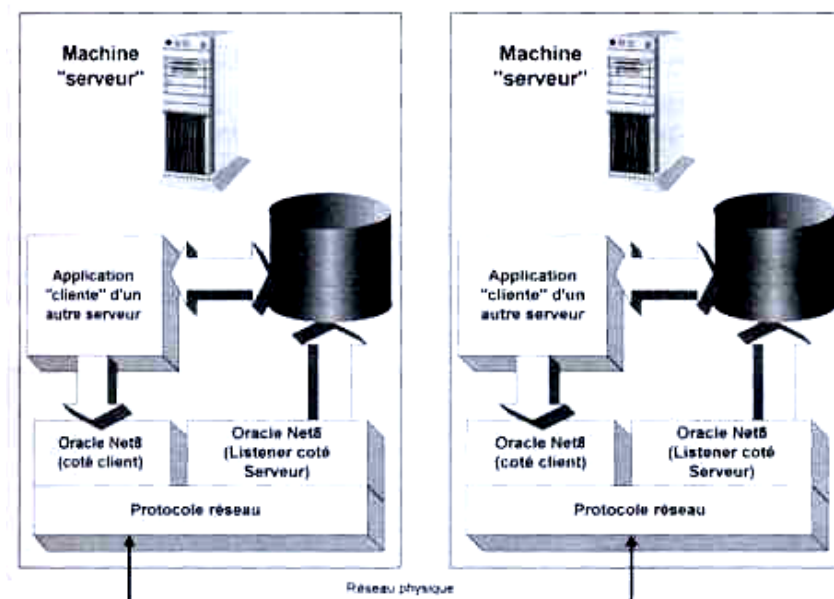 Machine
"serveur"
Application
"cliente" d'un
autre serveur
Oracle Net8
(coté client)
Oracle Net8
(Listener coté
Serveur)
Protocole réseau
Machine
"serveur"
Application
"cliente" d'un
autre serveur
Oracle Net8
(coté client)
Oracle Net8
(Listener coté
Serveur)
Protocole réseau
Réseau physique